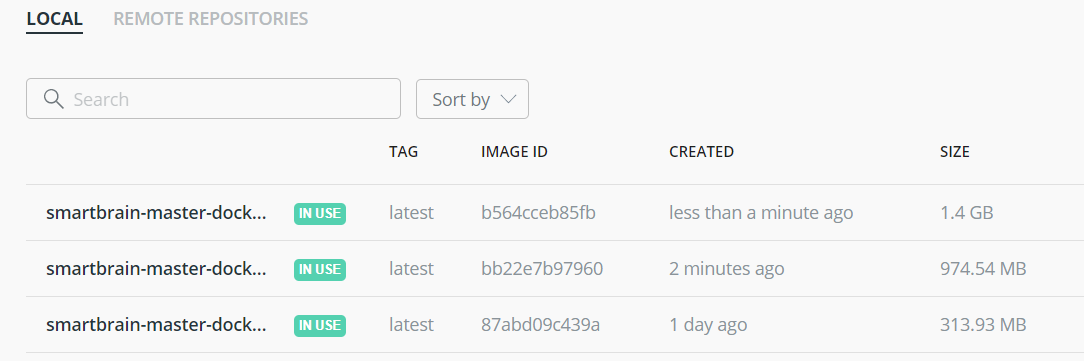 LOCAL REMOTE REPOSITORIES
Search Sort by
TAG IMAGE ID CREATED SIZE
smartbrain-master-dock... IN USE latest b564cceb85fb less than a minute ago 1.4 GB
smartbrain-master-dock... IN USE latest bb22e7b97960 2 minutes ago 974.54 MB
smartbrain-master-dock... IN USE latest 87abd09c439a 1 day ago 313.93 MB